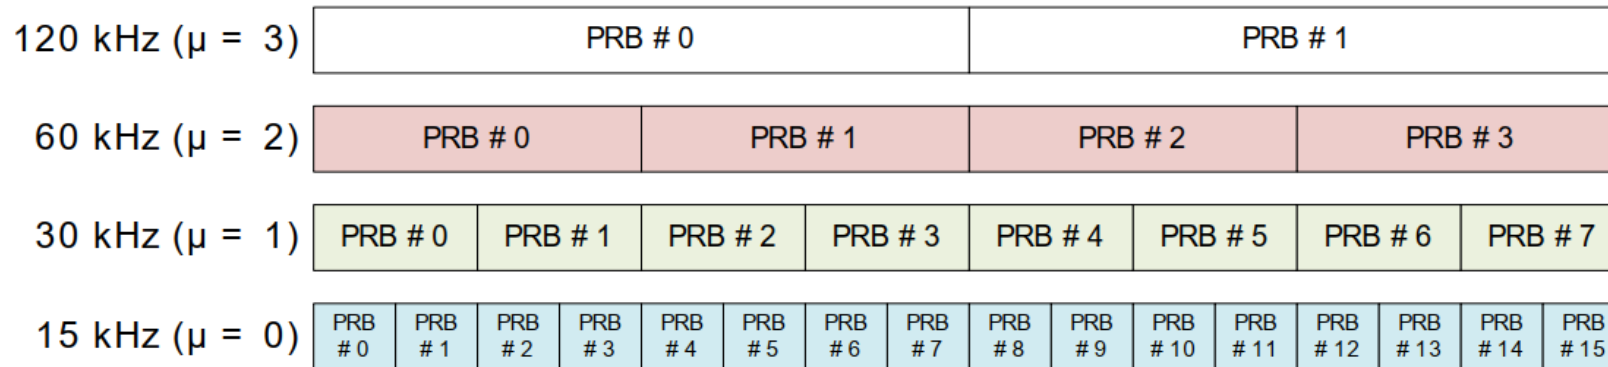 120 kHz (μ = 3) PRB # 0 PRB # 1
60 kHz (μ = 2) PRB # 0 PRB # 1 PRB # 2 PRB # 3
30 kHz (μ = 1) PRB # 0 PRB # 1 PRB # 2 PRB # 3 PRB # 4 PRB # 5 PRB # 6 PRB # 7
15 kHz (μ = 0) PRB # 0 PRB # 1 PRB # 2 PRB # 3 PRB # 4 PRB # 5 PRB # 6 PRB # 7 PRB # 8 PRB # 9 PRB # 10 PRB # 11 PRB # 12 PRB # 13 PRB # 14 PRB # 15